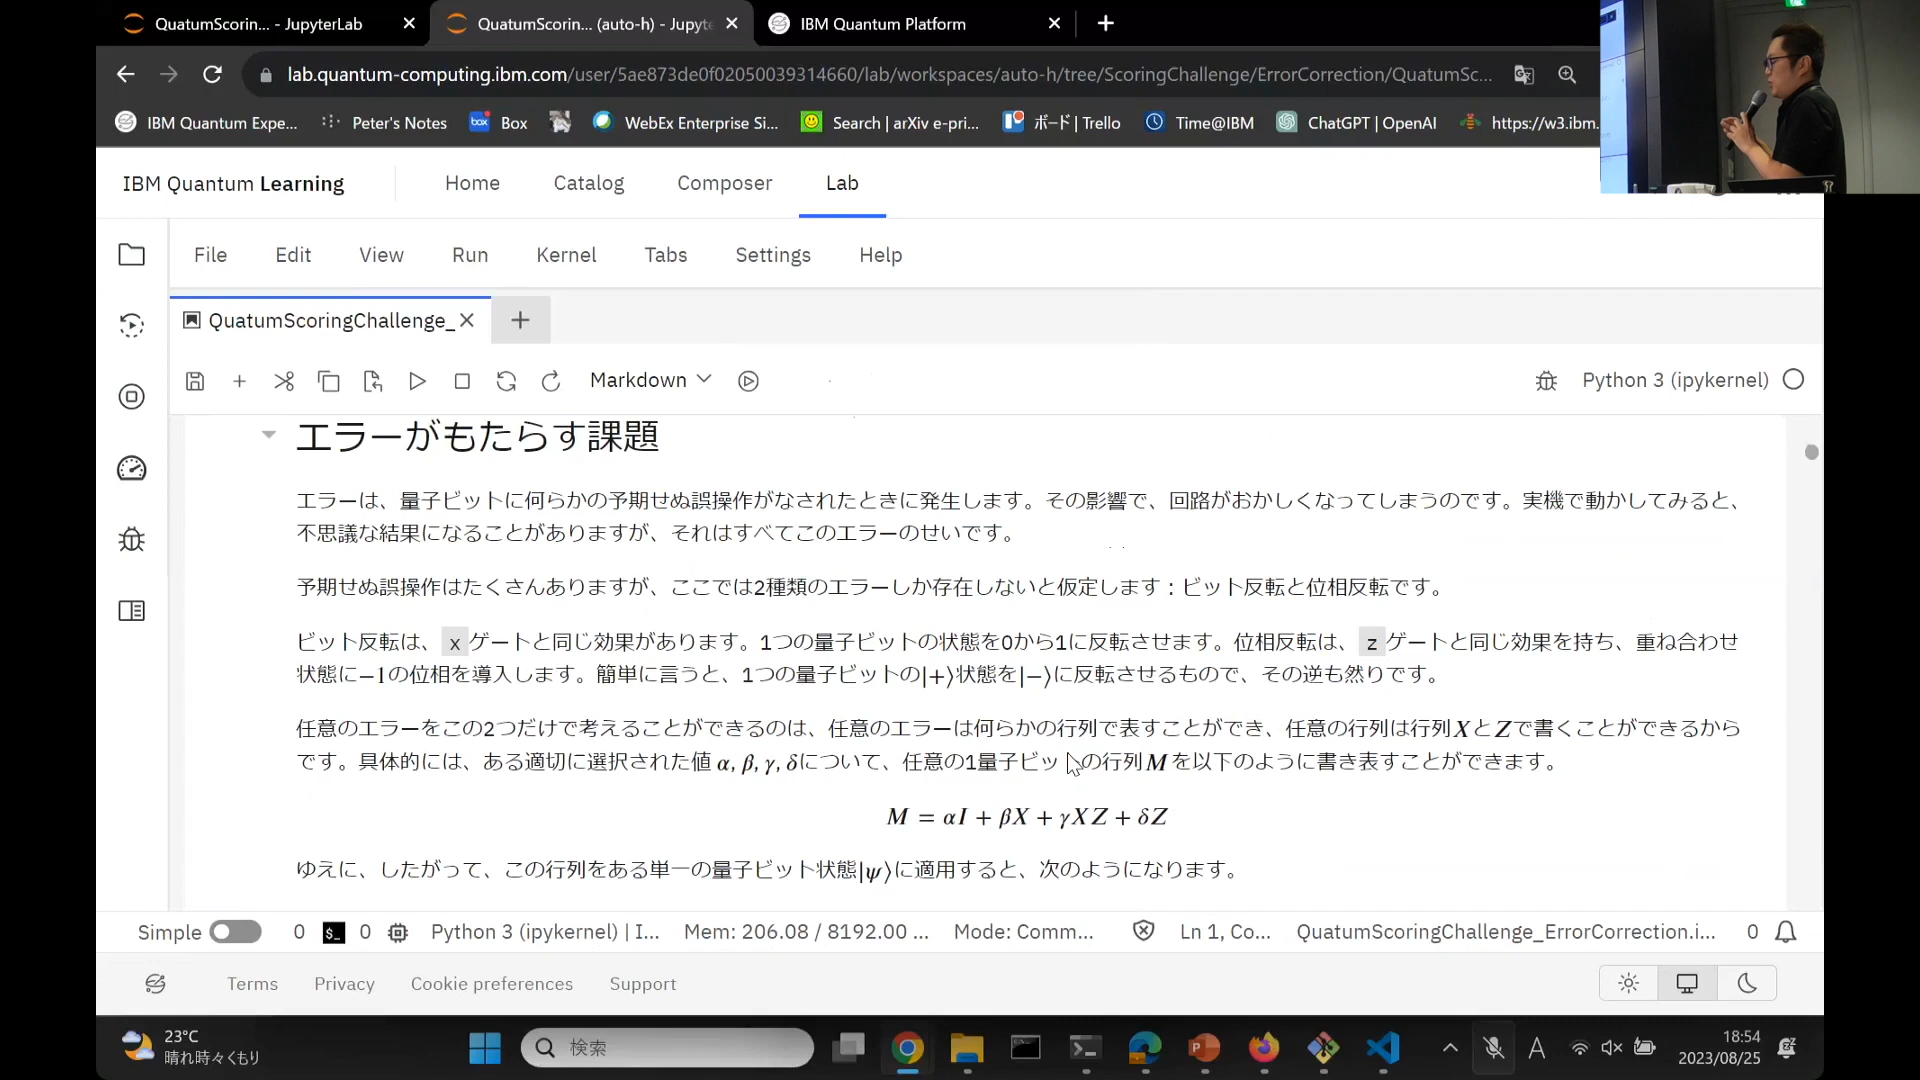 QuatumScorin... - JupyterLab
QuatumScorin... (auto-h) - Jupyte
IBM Quantum Platform
lab.quantum-computing.ibm.com/user/5ae873de0f02050039314660/lab/workspaces/auto-h/tree/ScoringChallenge/ErrorCorrection/QuatumSc...
IBM Quantum Expe...
Peter's Notes
box Box
WebEx Enterprise Si...
Search | arXiv e-pri...
ボード | Trello
Time@IBM
ChatGPT | OpenAI
https://w3.ibm.
IBM Quantum Learning
Home
Catalog
Composer
Lab
File
Edit
View
Run
Kernel
Tabs
Settings
Help
QuatumScoringChallenge_
Markdown
Python 3 (ipykernel)
エラーがもたらす課題
エラーは、量子ビットに何らかの予期せぬ誤操作がなされたときに発生します。その影響で、回路がおかしくなってしまうのです。実機で動かしてみると、
不思議な結果になることがありますが、それはすべてこのエラーのせいです。
予期せぬ誤操作はたくさんありますが、ここでは2種類のエラーしか存在しないと仮定します：ビット反転と位相反転です。
ビット反転は、xゲートと同じ効果があります。1つの量子ビットの状態を0から1に反転させます。位相反転は、zゲートと同じ効果を持ち、重ね合わせ
状態に−1の位相を導入します。簡単に言うと、1つの量子ビットの|+⟩状態を|−⟩に反転させるもので、その逆も然りです。
任意のエラーをこの2つだけで考えることができるのは、任意のエラーは何らかの行列で表すことができ、任意の行列は行列XとZで書くことができるから
です。具体的には、ある適切に選択された値 α, β, γ, δについて、任意の1量子ビットの行列Mを以下のように書き表すことができます。
M = αI + βX + γXZ + δZ
ゆえに、したがって、この行列をある単一の量子ビット状態|ψ⟩に適用すると、次のようになります。
Simple
0
$_
0
Python 3 (ipykernel) | I...
Mem: 206.08 / 8192.00 ...
Mode: Comm...
Ln 1, Co...
QuatumScoringChallenge_ErrorCorrection.i...
0
Terms
Privacy
Cookie preferences
Support
23°C
晴れ時々くもり
検索
A
18:54
2023/08/25